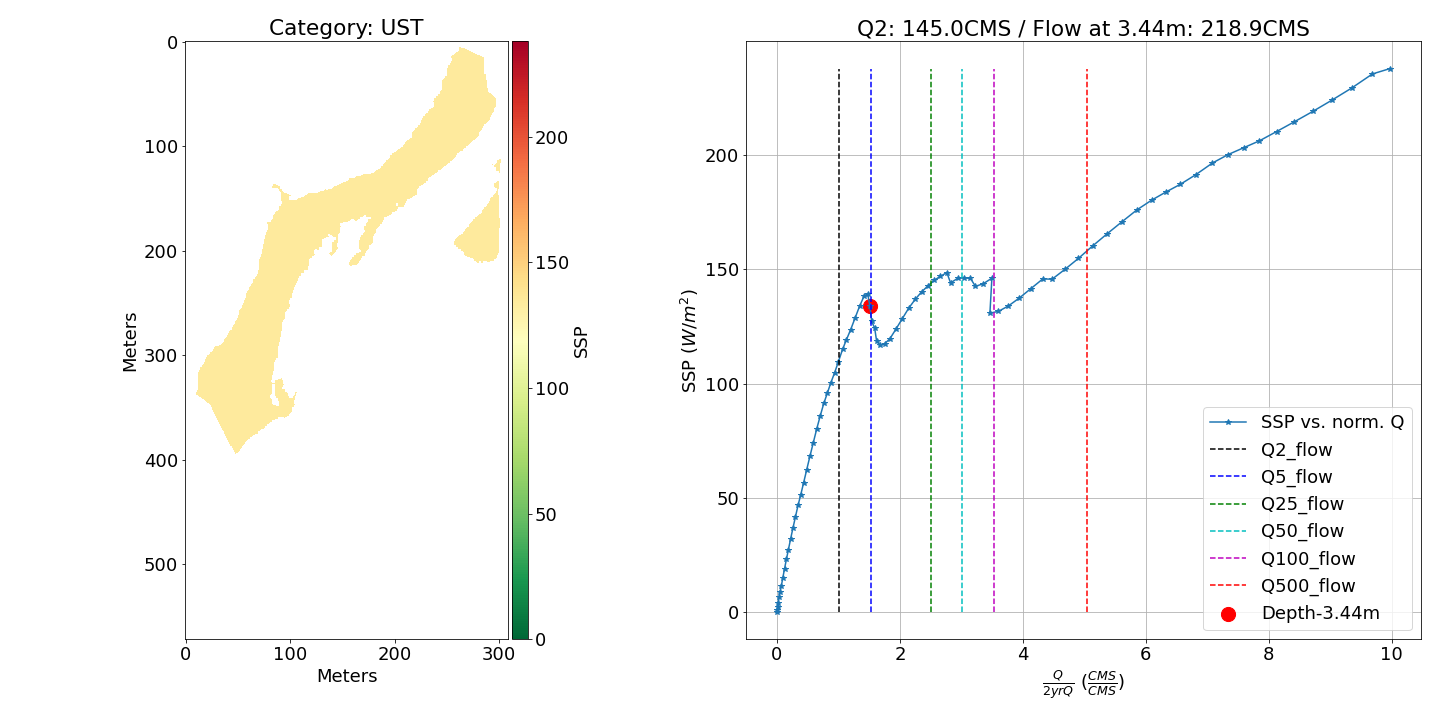 Category: UST
0
100
200
300
400
500
Meters
0
100
200
300
Meters
0
50
100
150
200
SSP
Q2: 145.0CMS / Flow at 3.44m: 218.9CMS
0
50
100
150
200
SSP (W/m²)
0
2
4
6
8
10
Q/2yrQ (CMS/CMS)
SSP vs. norm. Q
Q2_flow
Q5_flow
Q25_flow
Q50_flow
Q100_flow
Q500_flow
Depth-3.44m